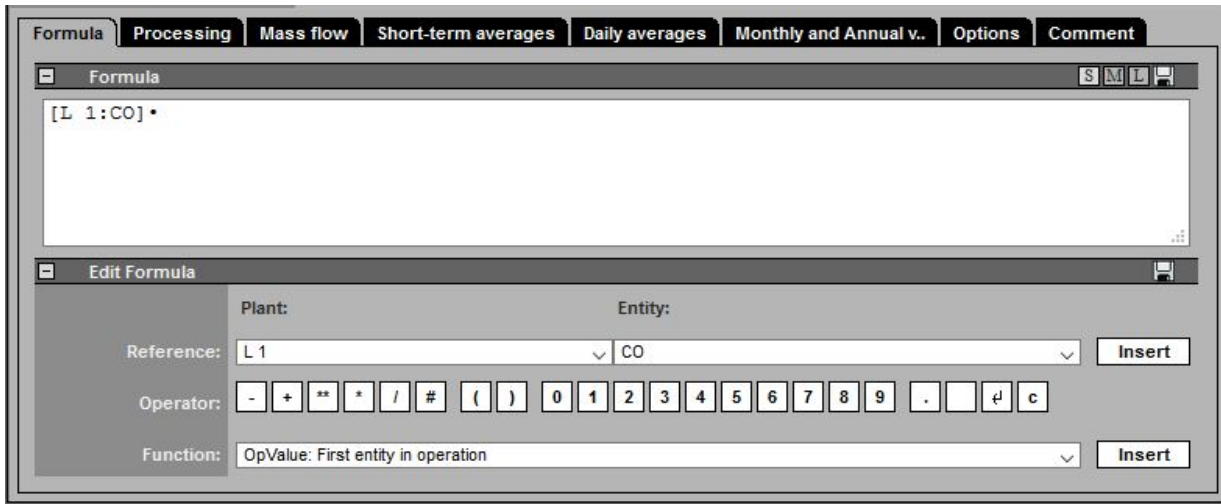 Formula Processing Mass flow Short-term averages Daily averages Monthly and Annual v.. Options Comment
Formula S M L
[L 1:CO]•
Edit Formula
Plant: Entity:
Reference: L 1 CO Insert
Operator: - + ** * / # ( ) 0 1 2 3 4 5 6 7 8 9 . ↵ c
Function: OpValue: First entity in operation Insert